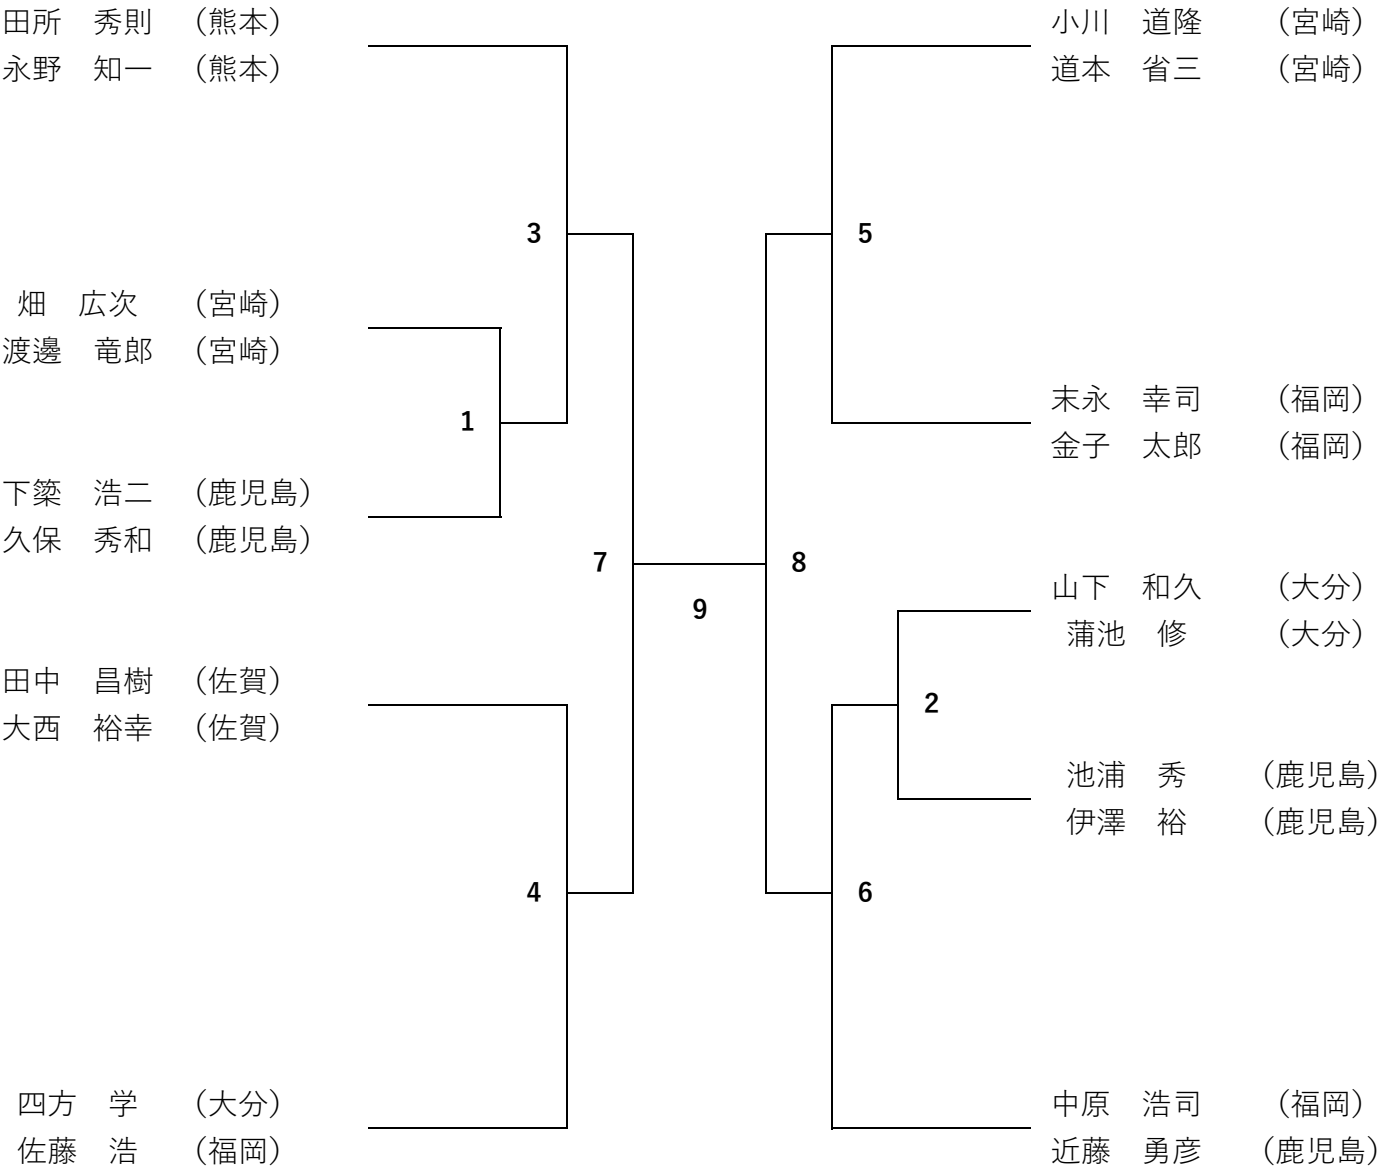 田所　秀則　（熊本）
永野　知一　（熊本）
3
畑　広次　（宮崎）
渡邊　竜郎　（宮崎）
1
下簗　浩二　（鹿児島）
久保　秀和　（鹿児島）
7
田中　昌樹　（佐賀）
大西　裕幸　（佐賀）
4
四方　学　（大分）
佐藤　浩　（福岡）
9
小川　道隆　（宮崎）
道本　省三　（宮崎）
5
末永　幸司　（福岡）
金子　太郎　（福岡）
8
山下　和久　（大分）
蒲池　修　（大分）
2
池浦　秀　（鹿児島）
伊澤　裕　（鹿児島）
6
中原　浩司　（福岡）
近藤　勇彦　（鹿児島）